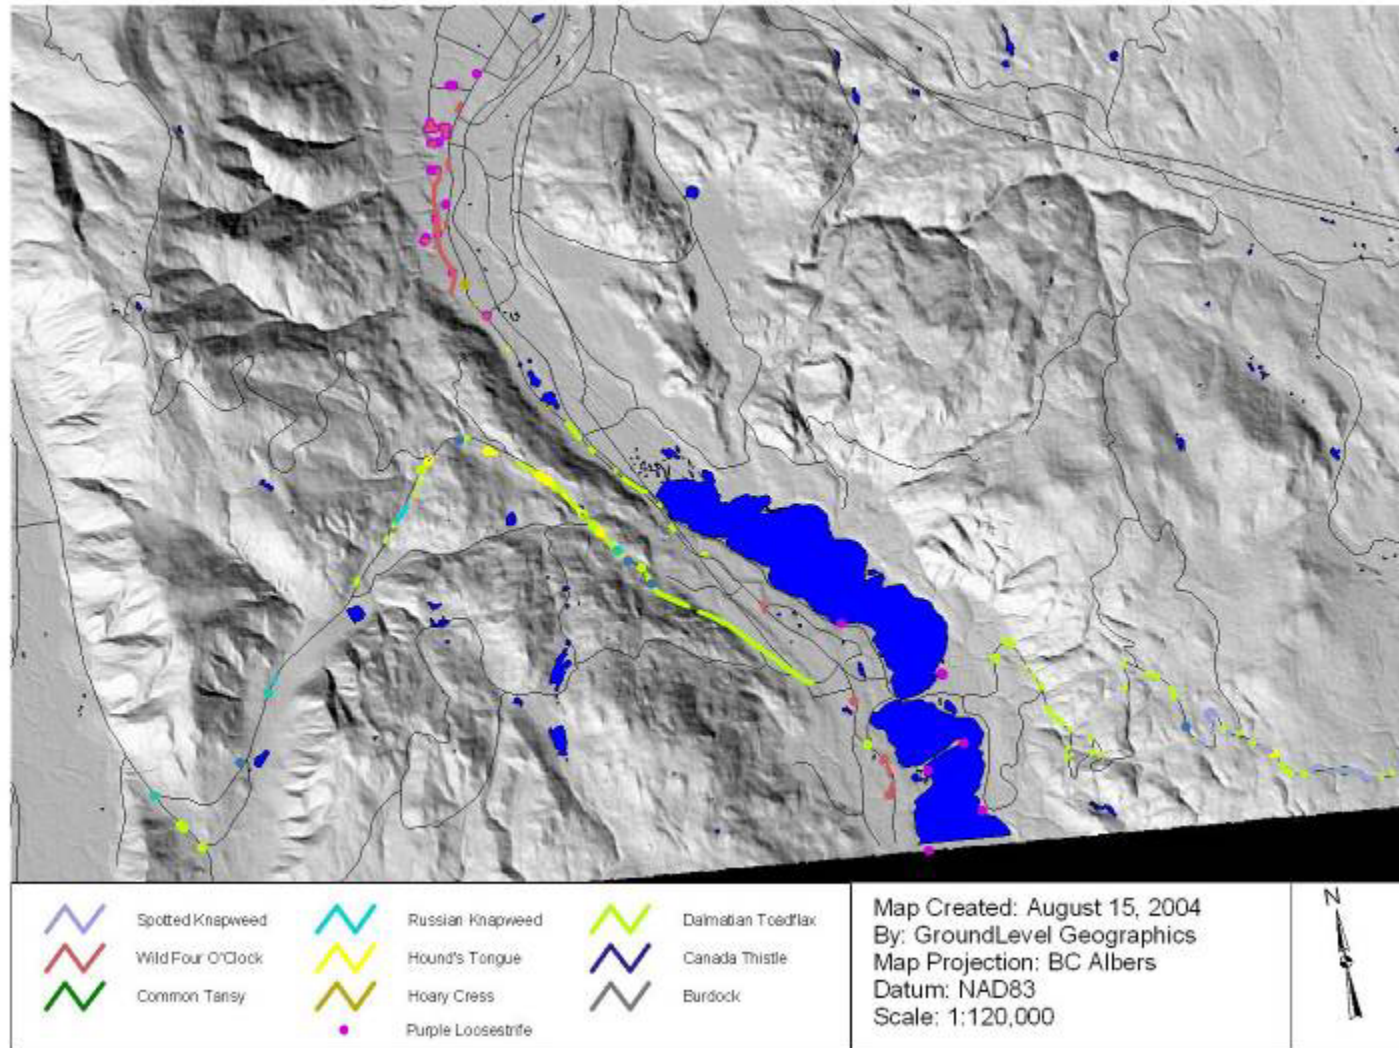 Spotted Knapweed
Wild Four O'Clock
Common Tansy
Russian Knapweed
Hound's Tongue
Hoary Cress
Purple Loosestrife
Dalmatian Toadflax
Canada Thistle
Burdock
Map Created: August 15, 2004
By: GroundLevel Geographics
Map Projection: BC Albers
Datum: NAD83
Scale: 1:120,000
N